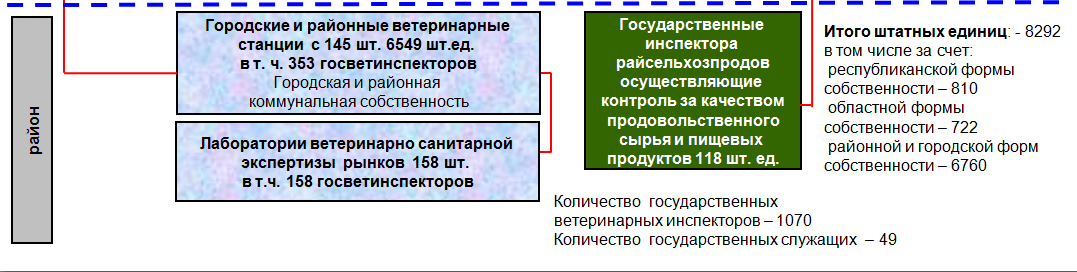 район
Городские и районные ветеринарные
станции с 145 шт. 6549 шт.ед.
в т. ч. 353 госветинспекторов
Городская и районная
коммунальная собственность
Лаборатории ветеринарно санитарной
экспертизы рынков 158 шт.
в т.ч. 158 госветинспекторов
Государственные
инспектора
райсельхозпродов
осуществляющие
контроль за качеством
продовольственного
сырья и пищевых
продуктов 118 шт. ед.
Итого штатных единиц: - 8292
в том числе за счет:
республиканской формы
собственности – 810
областной формы
собственности – 722
районной и городской форм
собственности – 6760
Количество государственных
ветеринарных инспекторов – 1070
Количество государственных служащих – 49